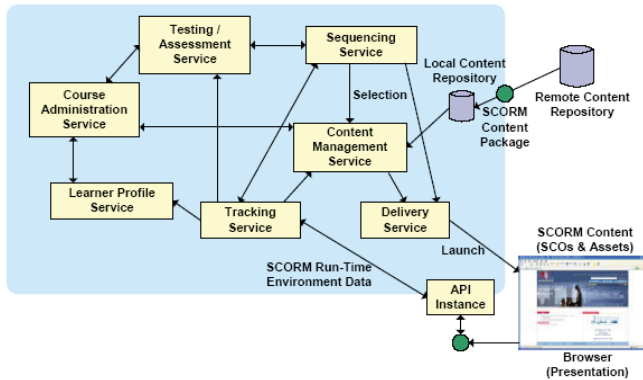 Testing /
Assessment
Service
Sequencing
Service
Local Content
Repository
Course
Administration
Service
Selection
SCORM
Content
Package
Remote Content
Repository
Content
Management
Service
Learner Profile
Service
Tracking
Service
Delivery
Service
SCORM Content
(SCOs & Assets)
Launch
SCORM Run-Time
Environment Data
API
Instance
Browser
(Presentation)